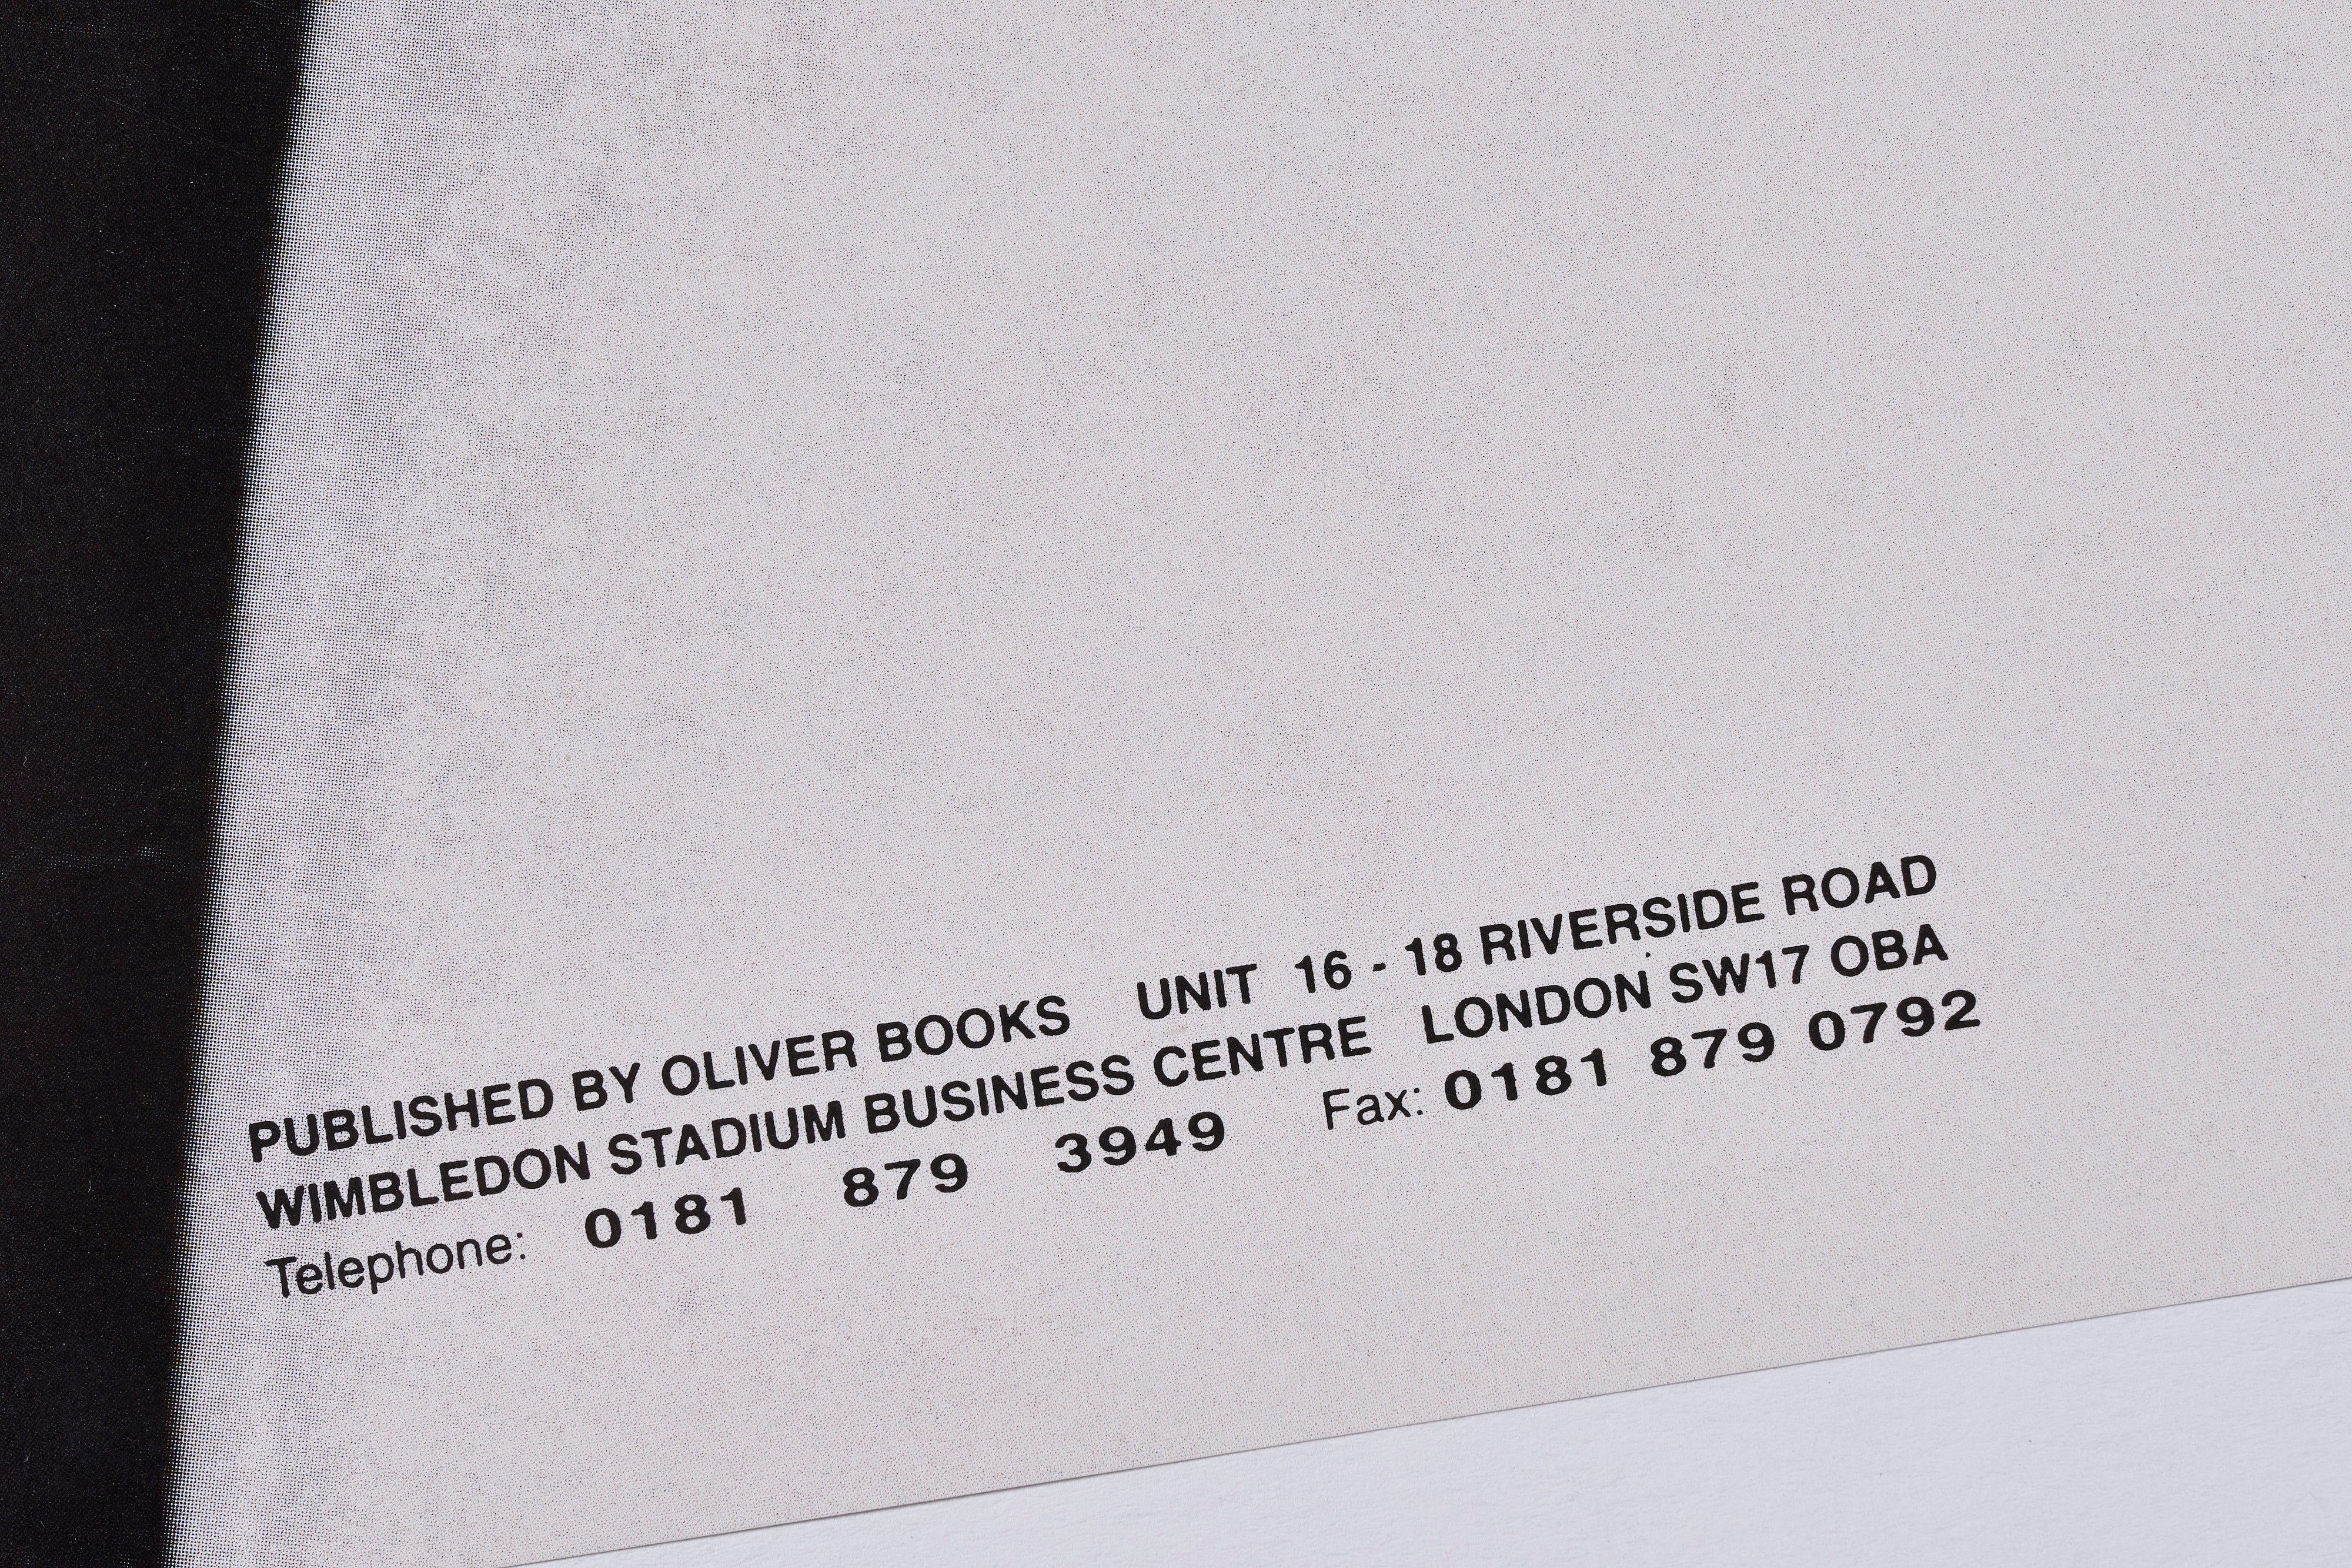 PUBLISHED BY OLIVER BOOKS UNIT 16 - 18 RIVERSIDE ROAD
WIMBLEDON STADIUM BUSINESS CENTRE LONDON SW17 OBA
Telephone: 0181 879 3949 Fax: 0181 879 0792